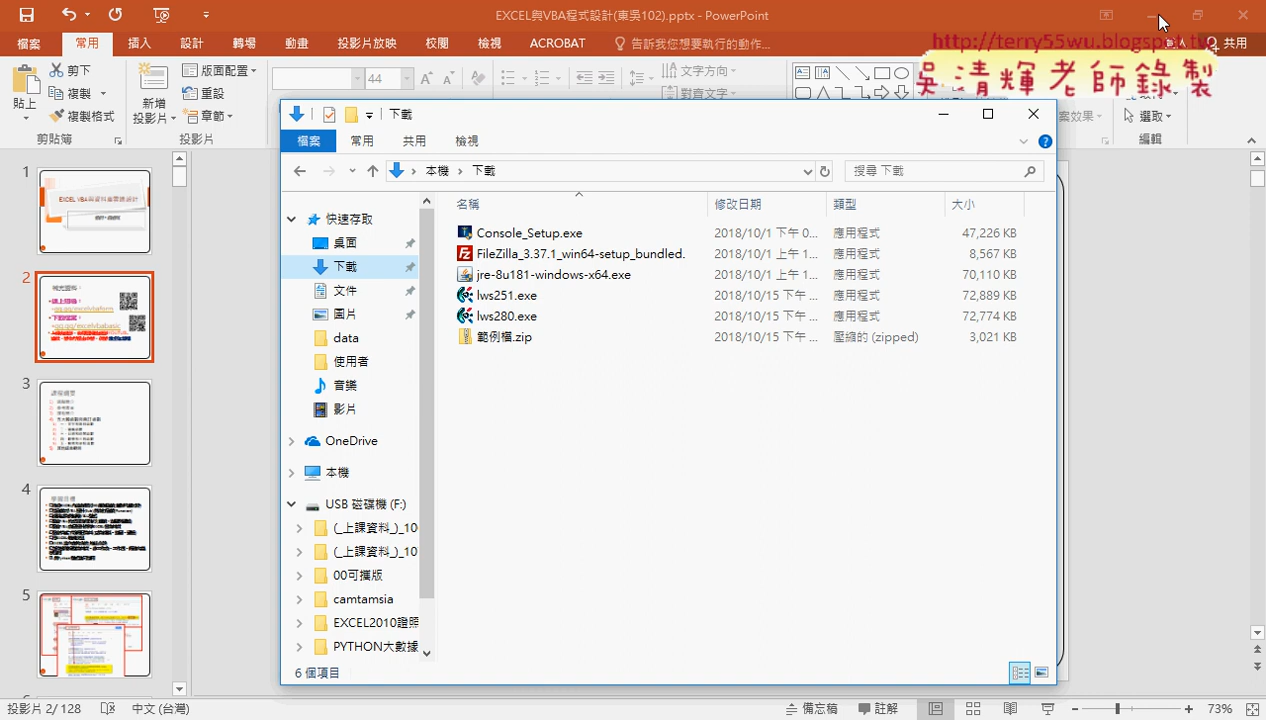 EXCEL與VBA程式設計(東吳102).pptx - PowerPoint
http://terry55wu.blogspot.tw
吳清輝老師錄製
檔案 常用 插入 設計 轉場 動畫 投影片放映 校閱 檢視 ACROBAT 告訴我您想要執行的動作... 共用
剪下 版面配置 44 文字方向
貼上 複製 新增投影片 重設 對齊文字
複製格式 章節 選取
剪貼簿 投影片 編輯
下載
檔案 常用 共用 檢視
本機 下載 搜尋 下載
名稱 修改日期 類型 大小
Console_Setup.exe 2018/10/1 下午 0... 應用程式 47,226 KB
FileZilla_3.37.1_win64-setup_bundled. 2018/10/1 上午 1... 應用程式 8,567 KB
jre-8u181-windows-x64.exe 2018/10/1 上午 1... 應用程式 70,110 KB
lws251.exe 2018/10/15 下午 ... 應用程式 72,889 KB
lws280.exe 2018/10/15 下午 ... 應用程式 72,774 KB
範例檔.zip 2018/10/15 下午 ... 壓縮的 (zipped) 3,021 KB
快速存取
桌面
下載
文件
圖片
data
使用者
音樂
影片
OneDrive
本機
USB 磁碟機 (F:)
(_上課資料_)_10
(_上課資料_)_10
00可攜版
camtamsia
EXCEL2010證照
PYTHON大數據
6 個項目
1
2
3
4
5
投影片 2/128 中文 (台灣) 備忘稿 註解 73%